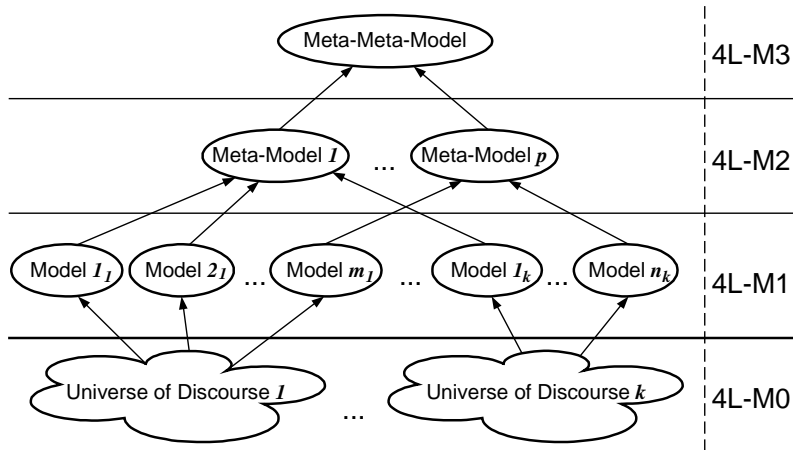 Meta-Meta-Model
4L-M3
Meta-Model 1
...
Meta-Model p
4L-M2
Model 1₁
Model 2₁
...
Model m₁
...
Model 1ₖ
...
Model nₖ
4L-M1
Universe of Discourse 1
...
Universe of Discourse k
4L-M0